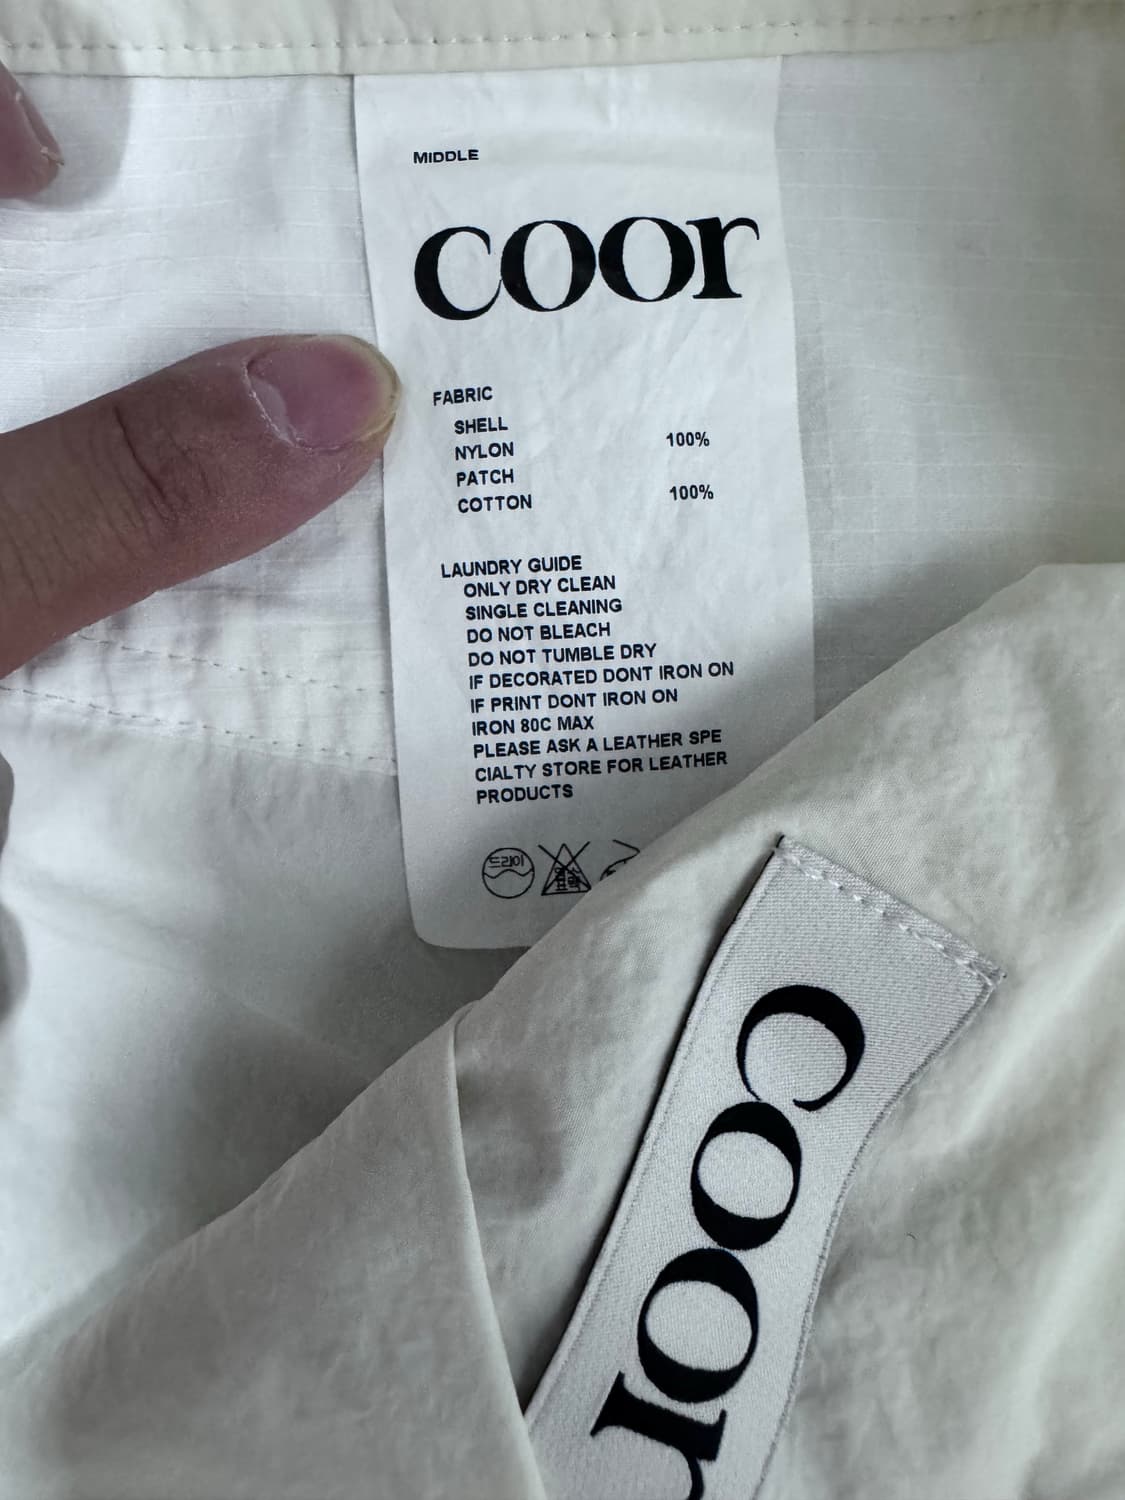 MIDDLE
coor
FABRIC
SHELL
NYLON 100%
PATCH
COTTON 100%
LAUNDRY GUIDE
ONLY DRY CLEAN
SINGLE CLEANING
DO NOT BLEACH
DO NOT TUMBLE DRY
IF DECORATED DONT IRON ON
IF PRINT DONT IRON ON
IRON 80C MAX
PLEASE ASK A LEATHER SPE
CIALTY STORE FOR LEATHER
PRODUCTS
드라이
coor